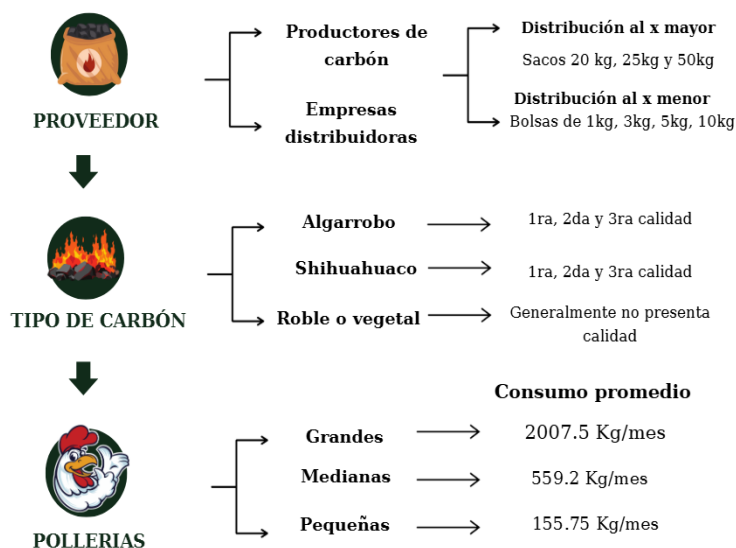 PROVEEDOR
Productores de
carbón
Empresas
distribuidoras
Distribución al x mayor
Sacos 20 kg, 25kg y 50kg
Distribución al x menor
Bolsas de 1kg, 3kg, 5kg, 10kg
TIPO DE CARBÓN
Algarrobo
1ra, 2da y 3ra calidad
Shihuahuaco
1ra, 2da y 3ra calidad
Roble o vegetal
Generalmente no presenta
calidad
POLLERIAS
Consumo promedio
Grandes
2007.5 Kg/mes
Medianas
559.2 Kg/mes
Pequeñas
155.75 Kg/mes